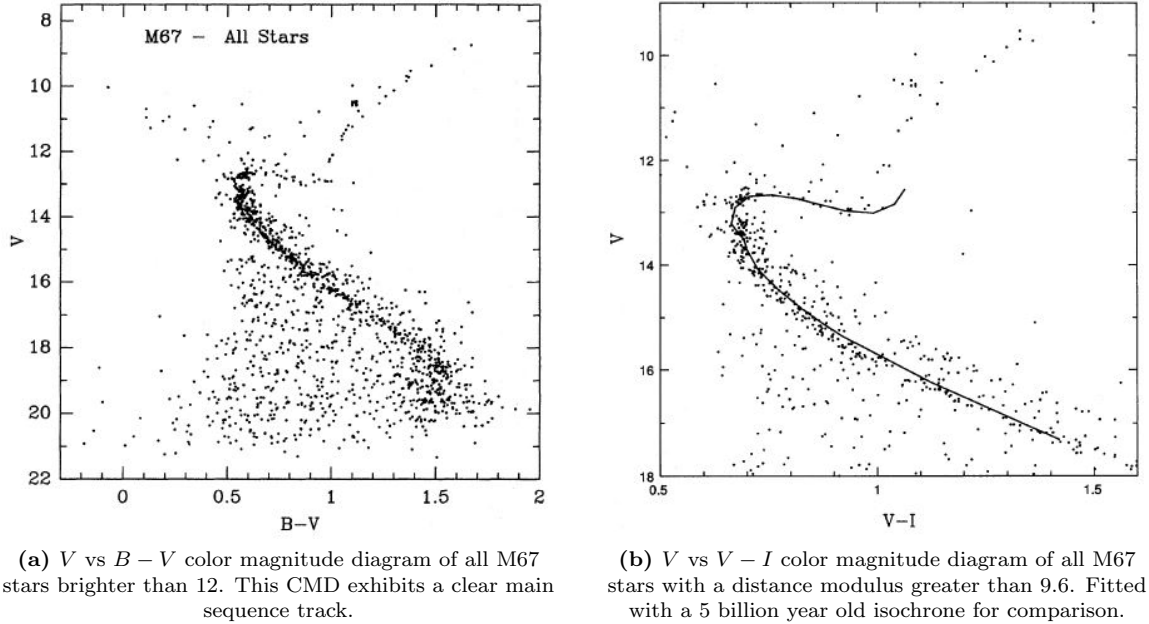 M67 – All Stars
8
10
12
14
16
18
20
22
V
0
0.5
1
1.5
2
B–V
10
12
14
16
18
V
0.5
1
1.5
V–I
(a) V vs B − V color magnitude diagram of all M67
stars brighter than 12. This CMD exhibits a clear main
sequence track.
(b) V vs V − I color magnitude diagram of all M67
stars with a distance modulus greater than 9.6. Fitted
with a 5 billion year old isochrone for comparison.